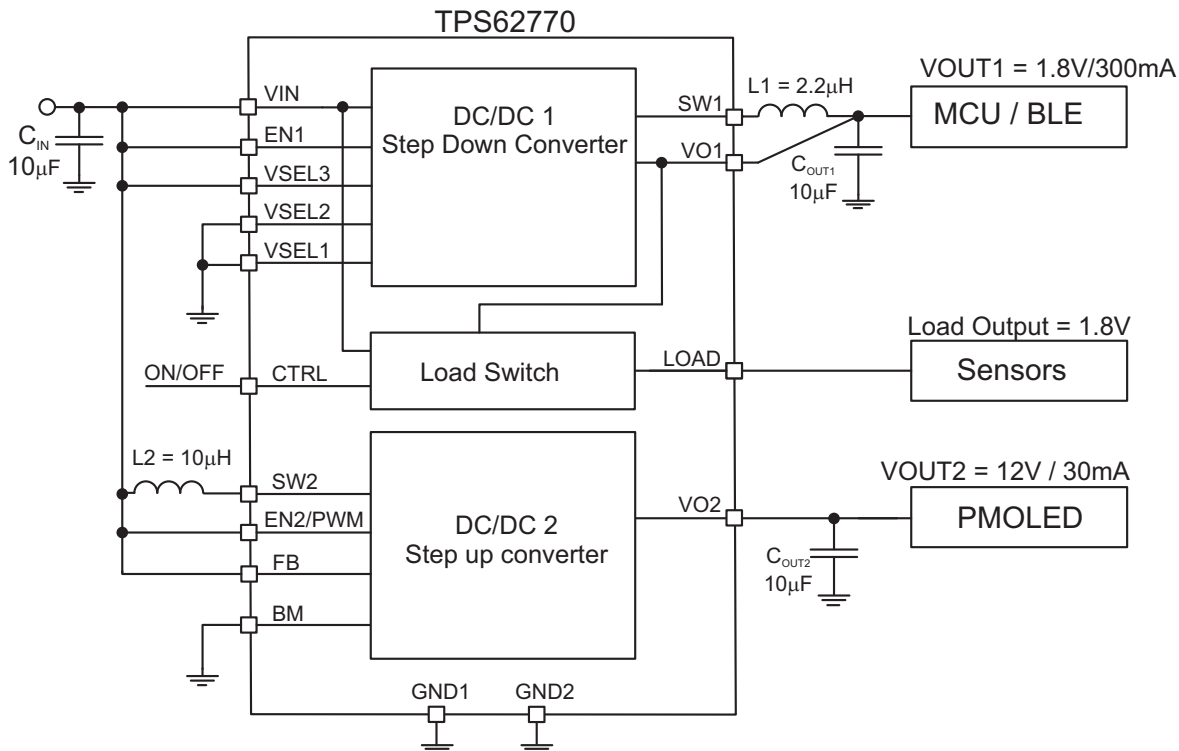 TPS62770
VIN
EN1
VSEL3
VSEL2
VSEL1
CIN
10μF
DC/DC 1
Step Down Converter
SW1
VO1
L1 = 2.2μH
COUT1
10μF
VOUT1 = 1.8V/300mA
MCU / BLE
ON/OFF
CTRL
Load Switch
LOAD
Load Output = 1.8V
Sensors
L2 = 10μH
SW2
EN2/PWM
FB
BM
DC/DC 2
Step up converter
VO2
COUT2
10μF
VOUT2 = 12V / 30mA
PMOLED
GND1
GND2